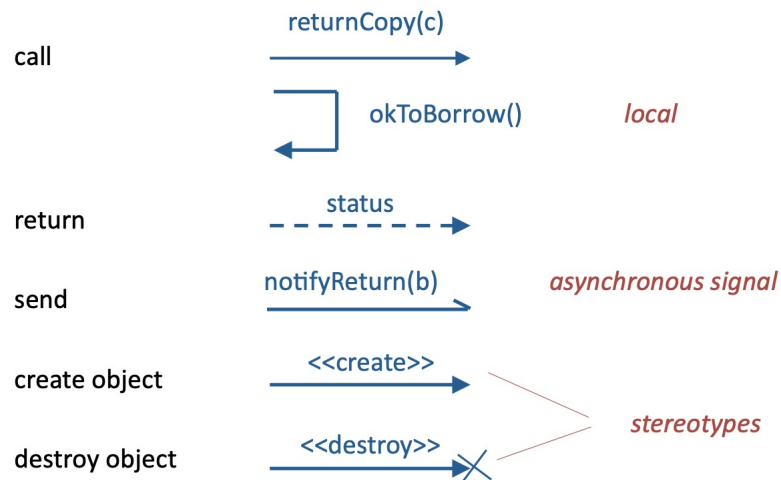 returnCopy(c)
call
okToBorrow()
local
status
return
notifyReturn(b)
asynchronous signal
send
<<create>>
create object
stereotypes
<<destroy>>
destroy object